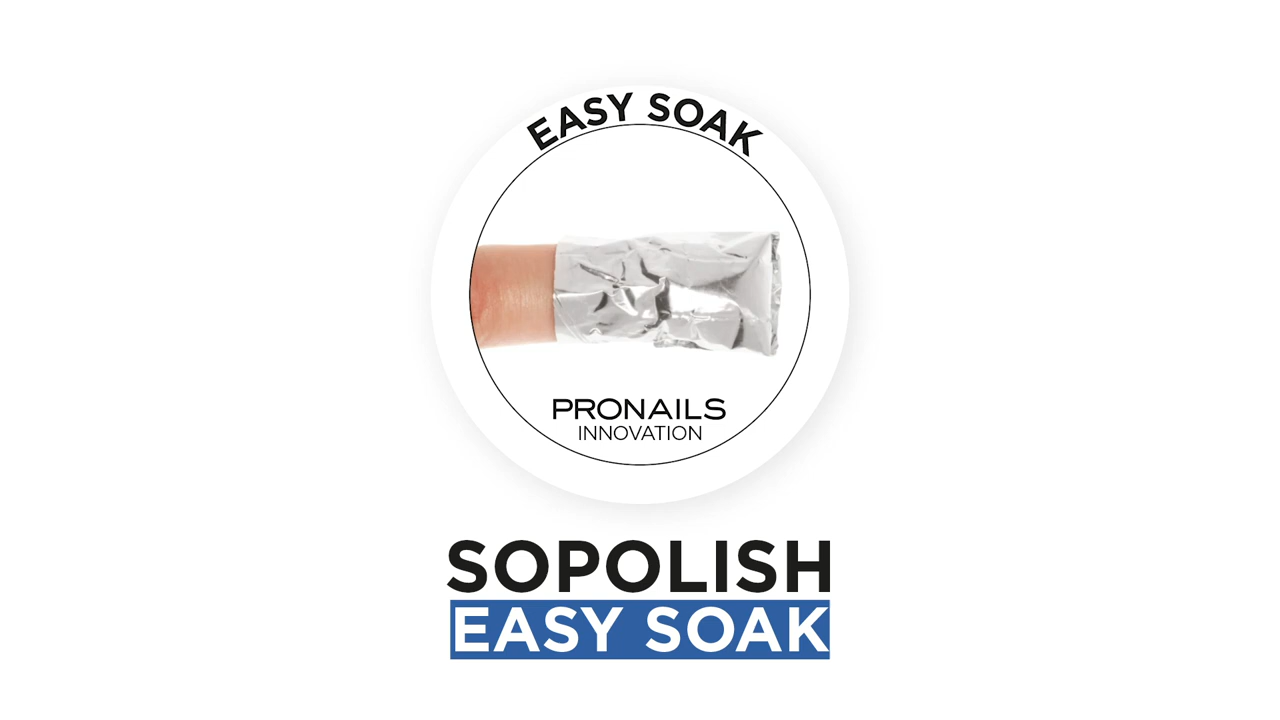 EASY SOAK
PRONAILS
INNOVATION
SOPOLISH
EASY SOAK